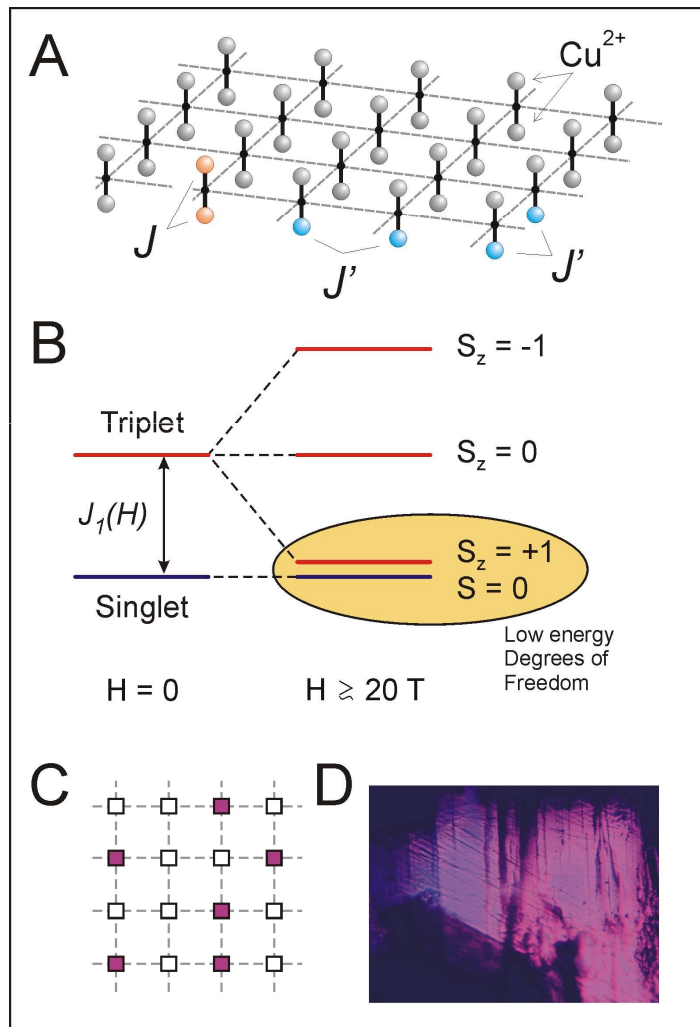 A
Cu2+
J
J'
J'
B
Sz = -1
Triplet
Sz = 0
J1(H)
Sz = +1
S = 0
Singlet
Low energy
Degrees of
Freedom
H = 0
H ≳ 20 T
C
D